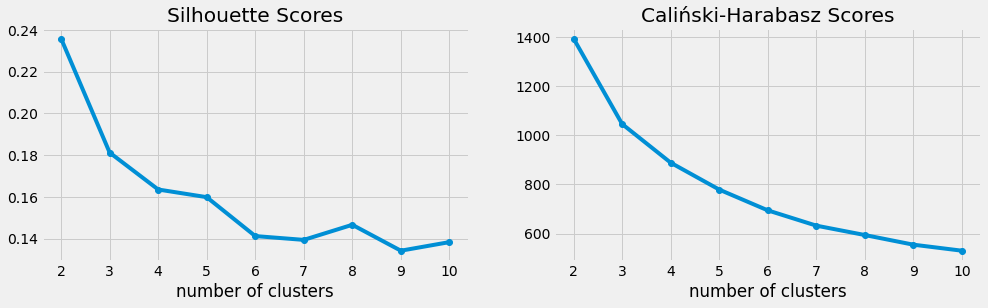 Silhouette Scores
0.24
0.22
0.20
0.18
0.16
0.14
2 3 4 5 6 7 8 9 10
number of clusters
Caliński-Harabasz Scores
1400
1200
1000
800
600
2 3 4 5 6 7 8 9 10
number of clusters